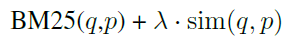 BM25(q,p) + λ · sim(q, p)